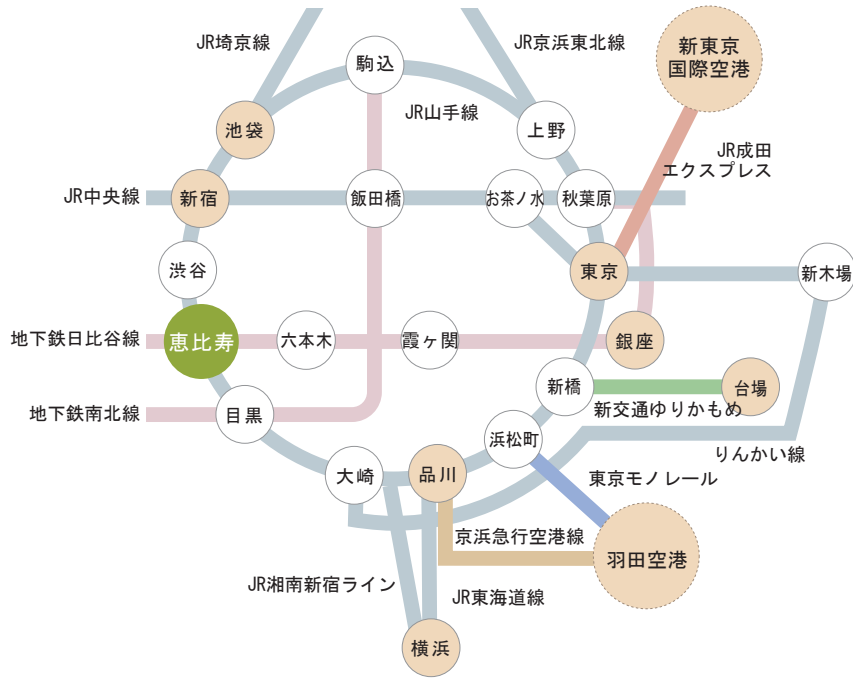 JR埼京線
JR京浜東北線
新東京
国際空港
駒込
JR山手線
池袋
上野
JR成田
エクスプレス
JR中央線
新宿
飯田橋
お茶ノ水
秋葉原
渋谷
東京
新木場
地下鉄日比谷線
恵比寿
六本木
霞ヶ関
銀座
新橋
台場
地下鉄南北線
目黒
新交通ゆりかもめ
浜松町
りんかい線
大崎
品川
東京モノレール
京浜急行空港線
羽田空港
JR湘南新宿ライン
JR東海道線
横浜